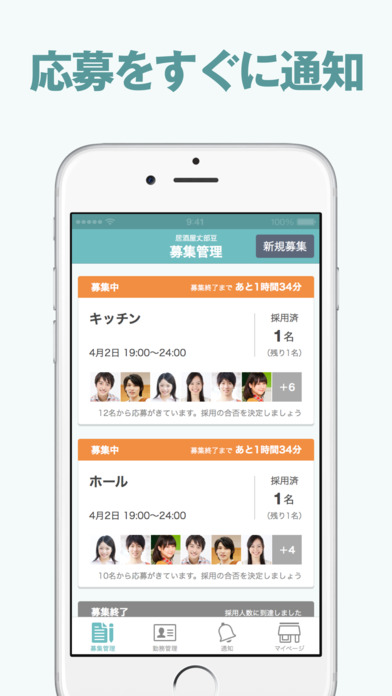 応募をすぐに通知
9:41
100%
居酒屋丈部豆
募集管理
新規募集
募集中
募集終了まで あと1時間34分
キッチン
4月2日 19:00〜24:00
採用済
1名
(残り1名)
+6
12名から応募がきています。採用の合否を決定しましょう
募集中
募集終了まで あと1時間34分
ホール
4月2日 19:00〜24:00
採用済
1名
(残り1名)
+4
10名から応募がきています。採用の合否を決定しましょう
募集終了
採用人数に到達しました
募集管理
勤務管理
通知
マイページ